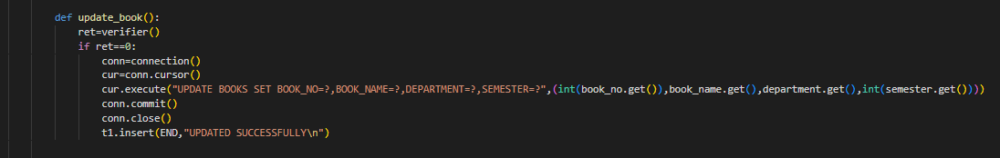 def update_book():
ret=verifier()
if ret==0:
conn=connection()
cur=conn.cursor()
cur.execute("UPDATE BOOKS SET BOOK_NO=?,BOOK_NAME=?,DEPARTMENT=?,SEMESTER=?",(int(book_no.get()),book_name.get(),department.get(),int(semester.get())))
conn.commit()
conn.close()
t1.insert(END,"UPDATED SUCCESSFULLY\n")